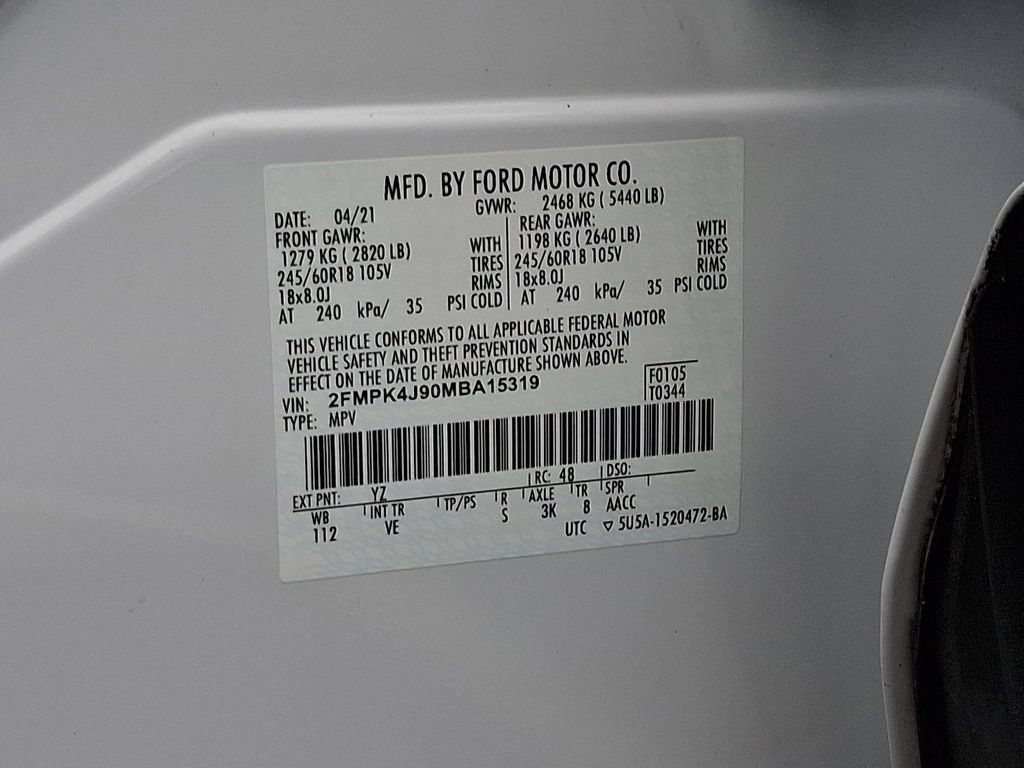 MFD. BY FORD MOTOR CO.
DATE: 04/21 GVWR: 2468 KG ( 5440 LB)
FRONT GAWR: REAR GAWR:
1279 KG ( 2820 LB) WITH 1198 KG ( 2640 LB) WITH
245/60R18 105V TIRES 245/60R18 105V TIRES
18x8.0J RIMS 18x8.0J RIMS
AT 240 kPa/ 35 PSI COLD AT 240 kPa/ 35 PSI COLD
THIS VEHICLE CONFORMS TO ALL APPLICABLE FEDERAL MOTOR
VEHICLE SAFETY AND THEFT PREVENTION STANDARDS IN
EFFECT ON THE DATE OF MANUFACTURE SHOWN ABOVE.
VIN: 2FMPK4J90MBA15319 F0105
TYPE: MPV T0344
EXT PNT: YZ RC: 48 DSO:
WB INT TR TP/PS R AXLE TR SPR
112 VE S 3K 8 AACC
UTC ▽ 5U5A-1520472-BA